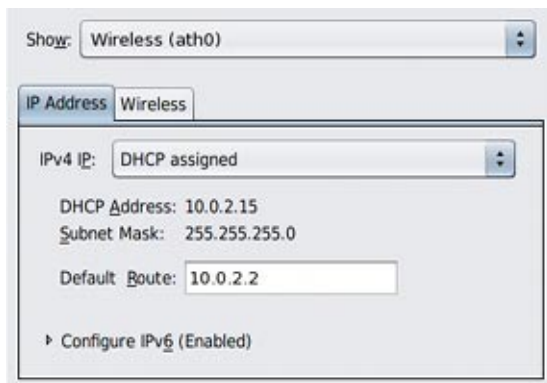 Show: Wireless (ath0)
IP Address Wireless
IPv4 IP: DHCP assigned
DHCP Address: 10.0.2.15
Subnet Mask: 255.255.255.0
Default Route: 10.0.2.2
Configure IPv6 (Enabled)